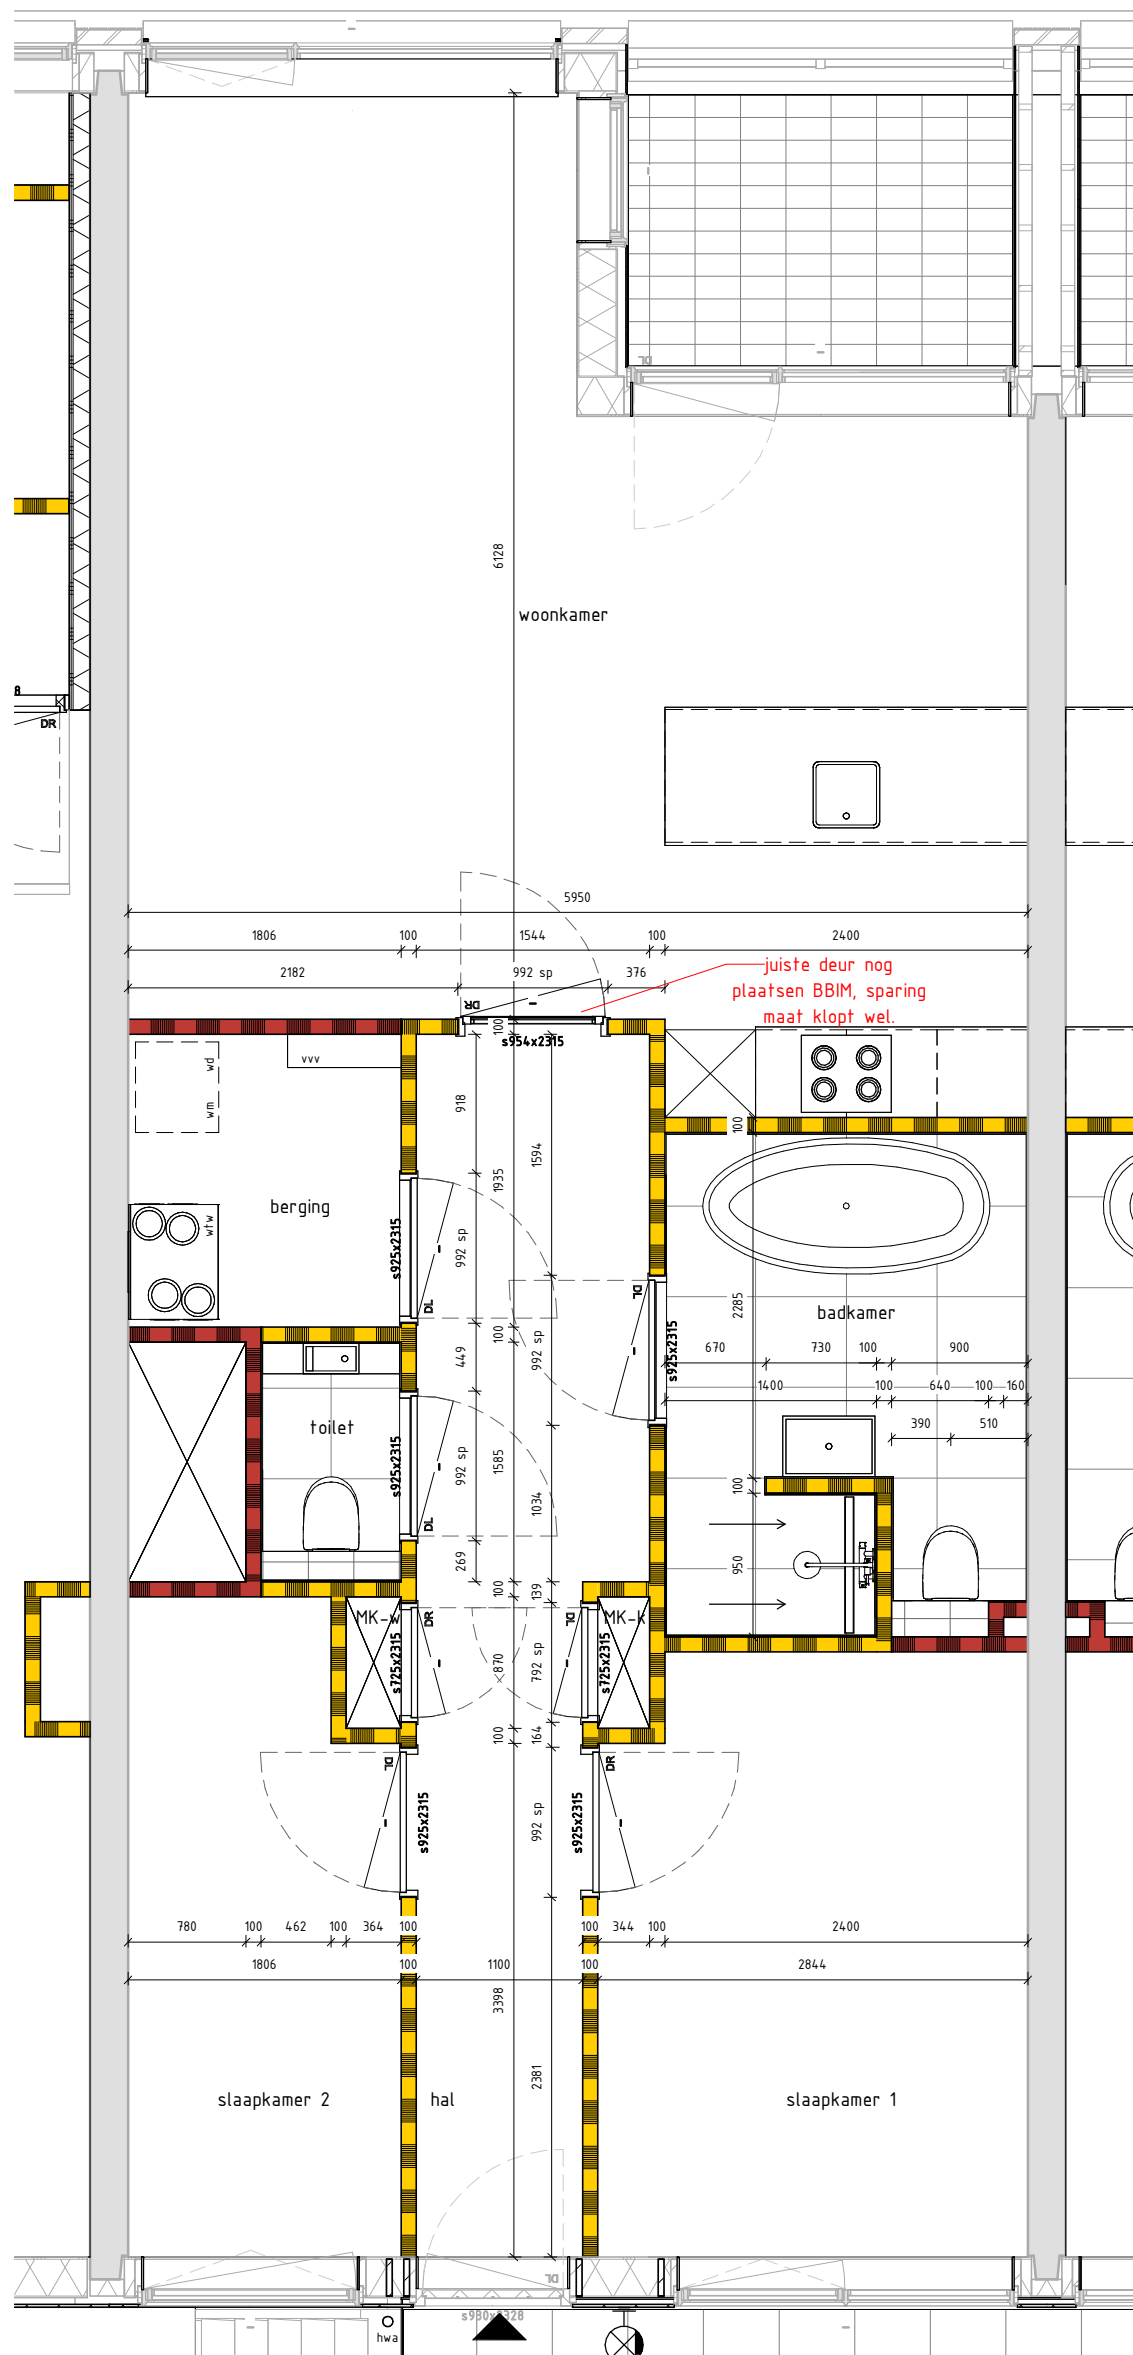 DL
6128
woonkamer
8
DR
5950
1806
100
1544
100
2400
2182
992 sp
376
juiste deur nog
plaatsen BBIM, sparing
maat klopt wel.
DR
100
s954x2315
vvv
wd
wm
918
1594
100
1935
berging
wtw
s925x2315
992 sp
DL
DL
2285
badkamer
100
992 sp
s925x2315
670
730
100
900
449
1400
100
640
100
160
390
510
toilet
s925x2315
992 sp
1585
DL
1034
100
950
269
100
139
MK-w
DR
DL
MK-k
s725x2315
870
792 sp
s725x2315
100
164
DL
DR
s925x2315
992 sp
s925x2315
780
100
462
100
364
100
100
344
100
2400
1806
100
1100
100
2844
3398
2381
slaapkamer 2
hal
slaapkamer 1
DL
s930x2328
hwa